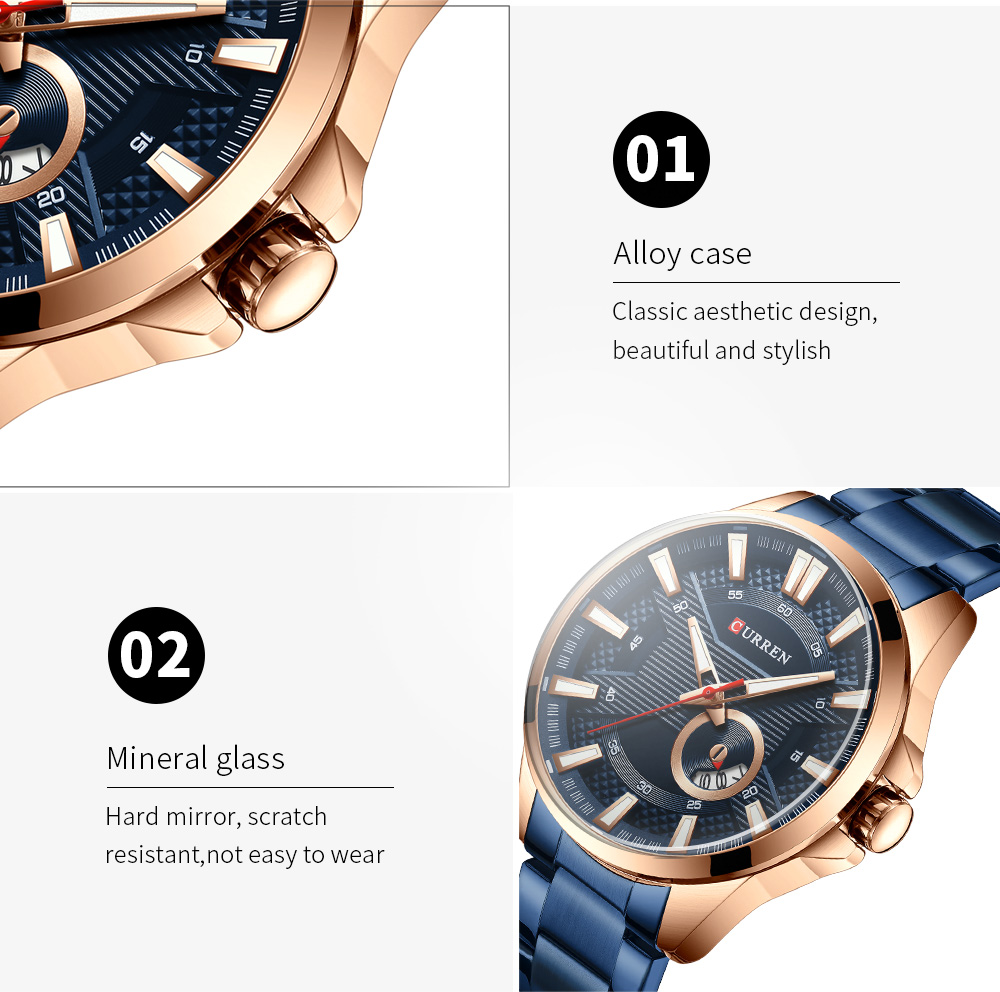 10
15
20
01
Alloy case
Classic aesthetic design,
beautiful and stylish
02
Mineral glass
Hard mirror, scratch
resistant,not easy to wear
CURREN
60
05
10
15
20
25
30
35
40
45
50
55